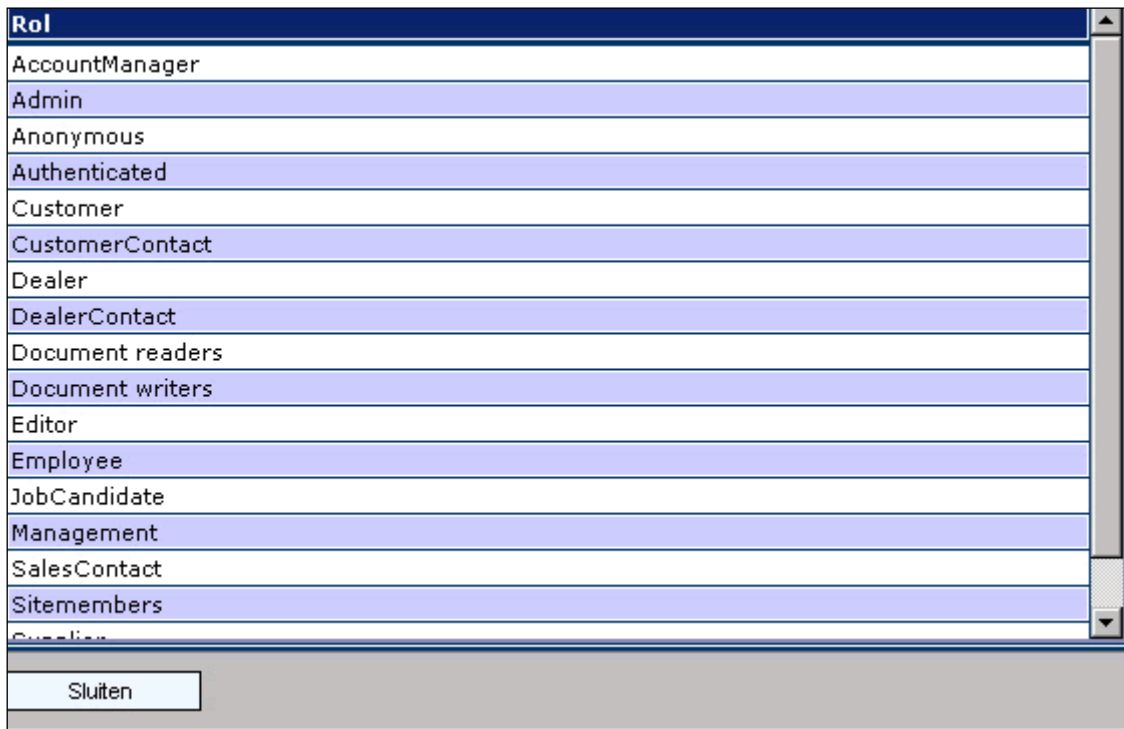 Rol
AccountManager
Admin
Anonymous
Authenticated
Customer
CustomerContact
Dealer
DealerContact
Document readers
Document writers
Editor
Employee
JobCandidate
Management
SalesContact
Sitemembers
Sluiten